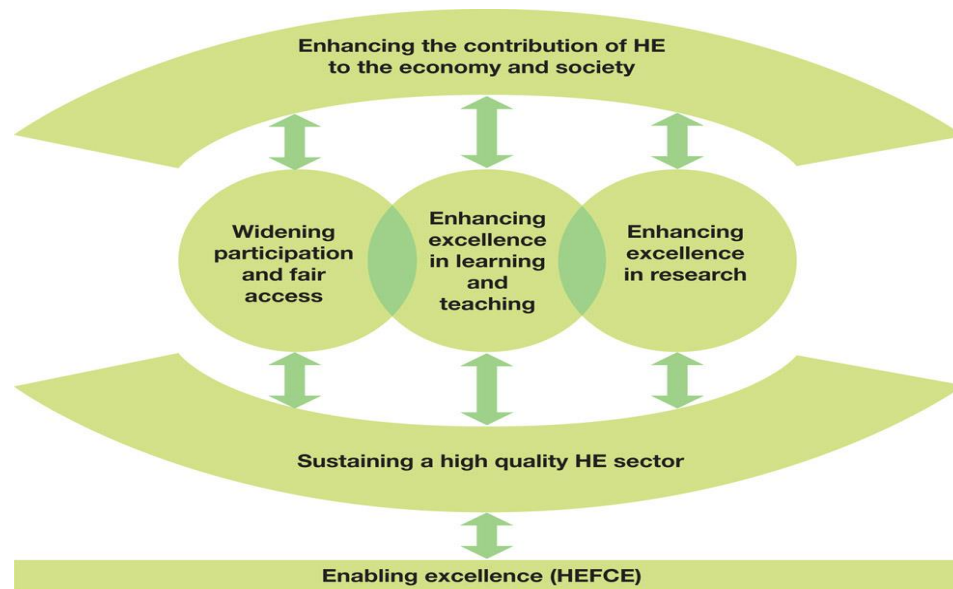 Enhancing the contribution of HE
to the economy and society
Widening
participation
and fair
access
Enhancing
excellence
in learning
and
teaching
Enhancing
excellence
in research
Sustaining a high quality HE sector
Enabling excellence (HEFCE)